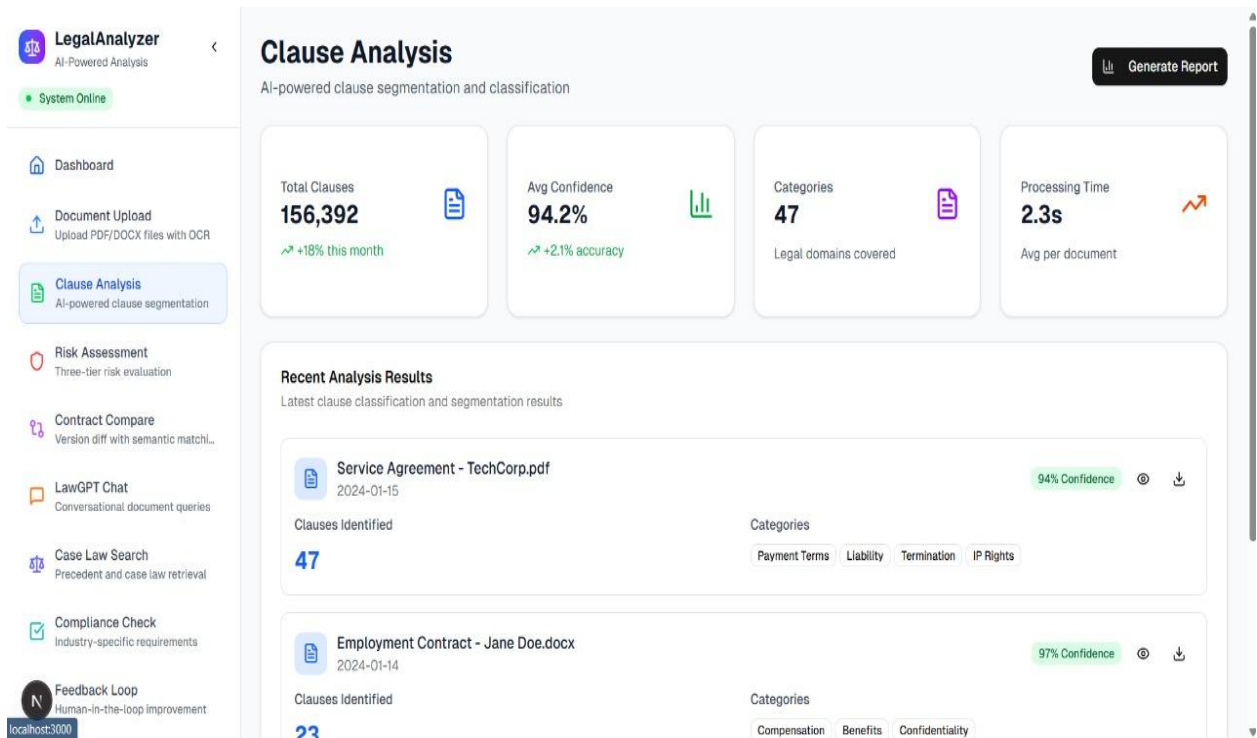 LegalAnalyzer
AI-Powered Analysis
System Online
Dashboard
Document Upload
Upload PDF/DOCX files with OCR
Clause Analysis
AI-powered clause segmentation
Risk Assessment
Three-tier risk evaluation
Contract Compare
Version diff with semantic matchi...
LawGPT Chat
Conversational document queries
Case Law Search
Precedent and case law retrieval
Compliance Check
Industry-specific requirements
Feedback Loop
Human-in-the-loop improvement
N
localhost:3000
Clause Analysis
AI-powered clause segmentation and classification
Generate Report
Total Clauses
156,392
+18% this month
Avg Confidence
94.2%
+2.1% accuracy
Categories
47
Legal domains covered
Processing Time
2.3s
Avg per document
Recent Analysis Results
Latest clause classification and segmentation results
Service Agreement - TechCorp.pdf
2024-01-15
94% Confidence
Clauses Identified
47
Categories
Payment Terms Liability Termination IP Rights
Employment Contract - Jane Doe.docx
2024-01-14
97% Confidence
Clauses Identified
23
Categories
Compensation Benefits Confidentiality